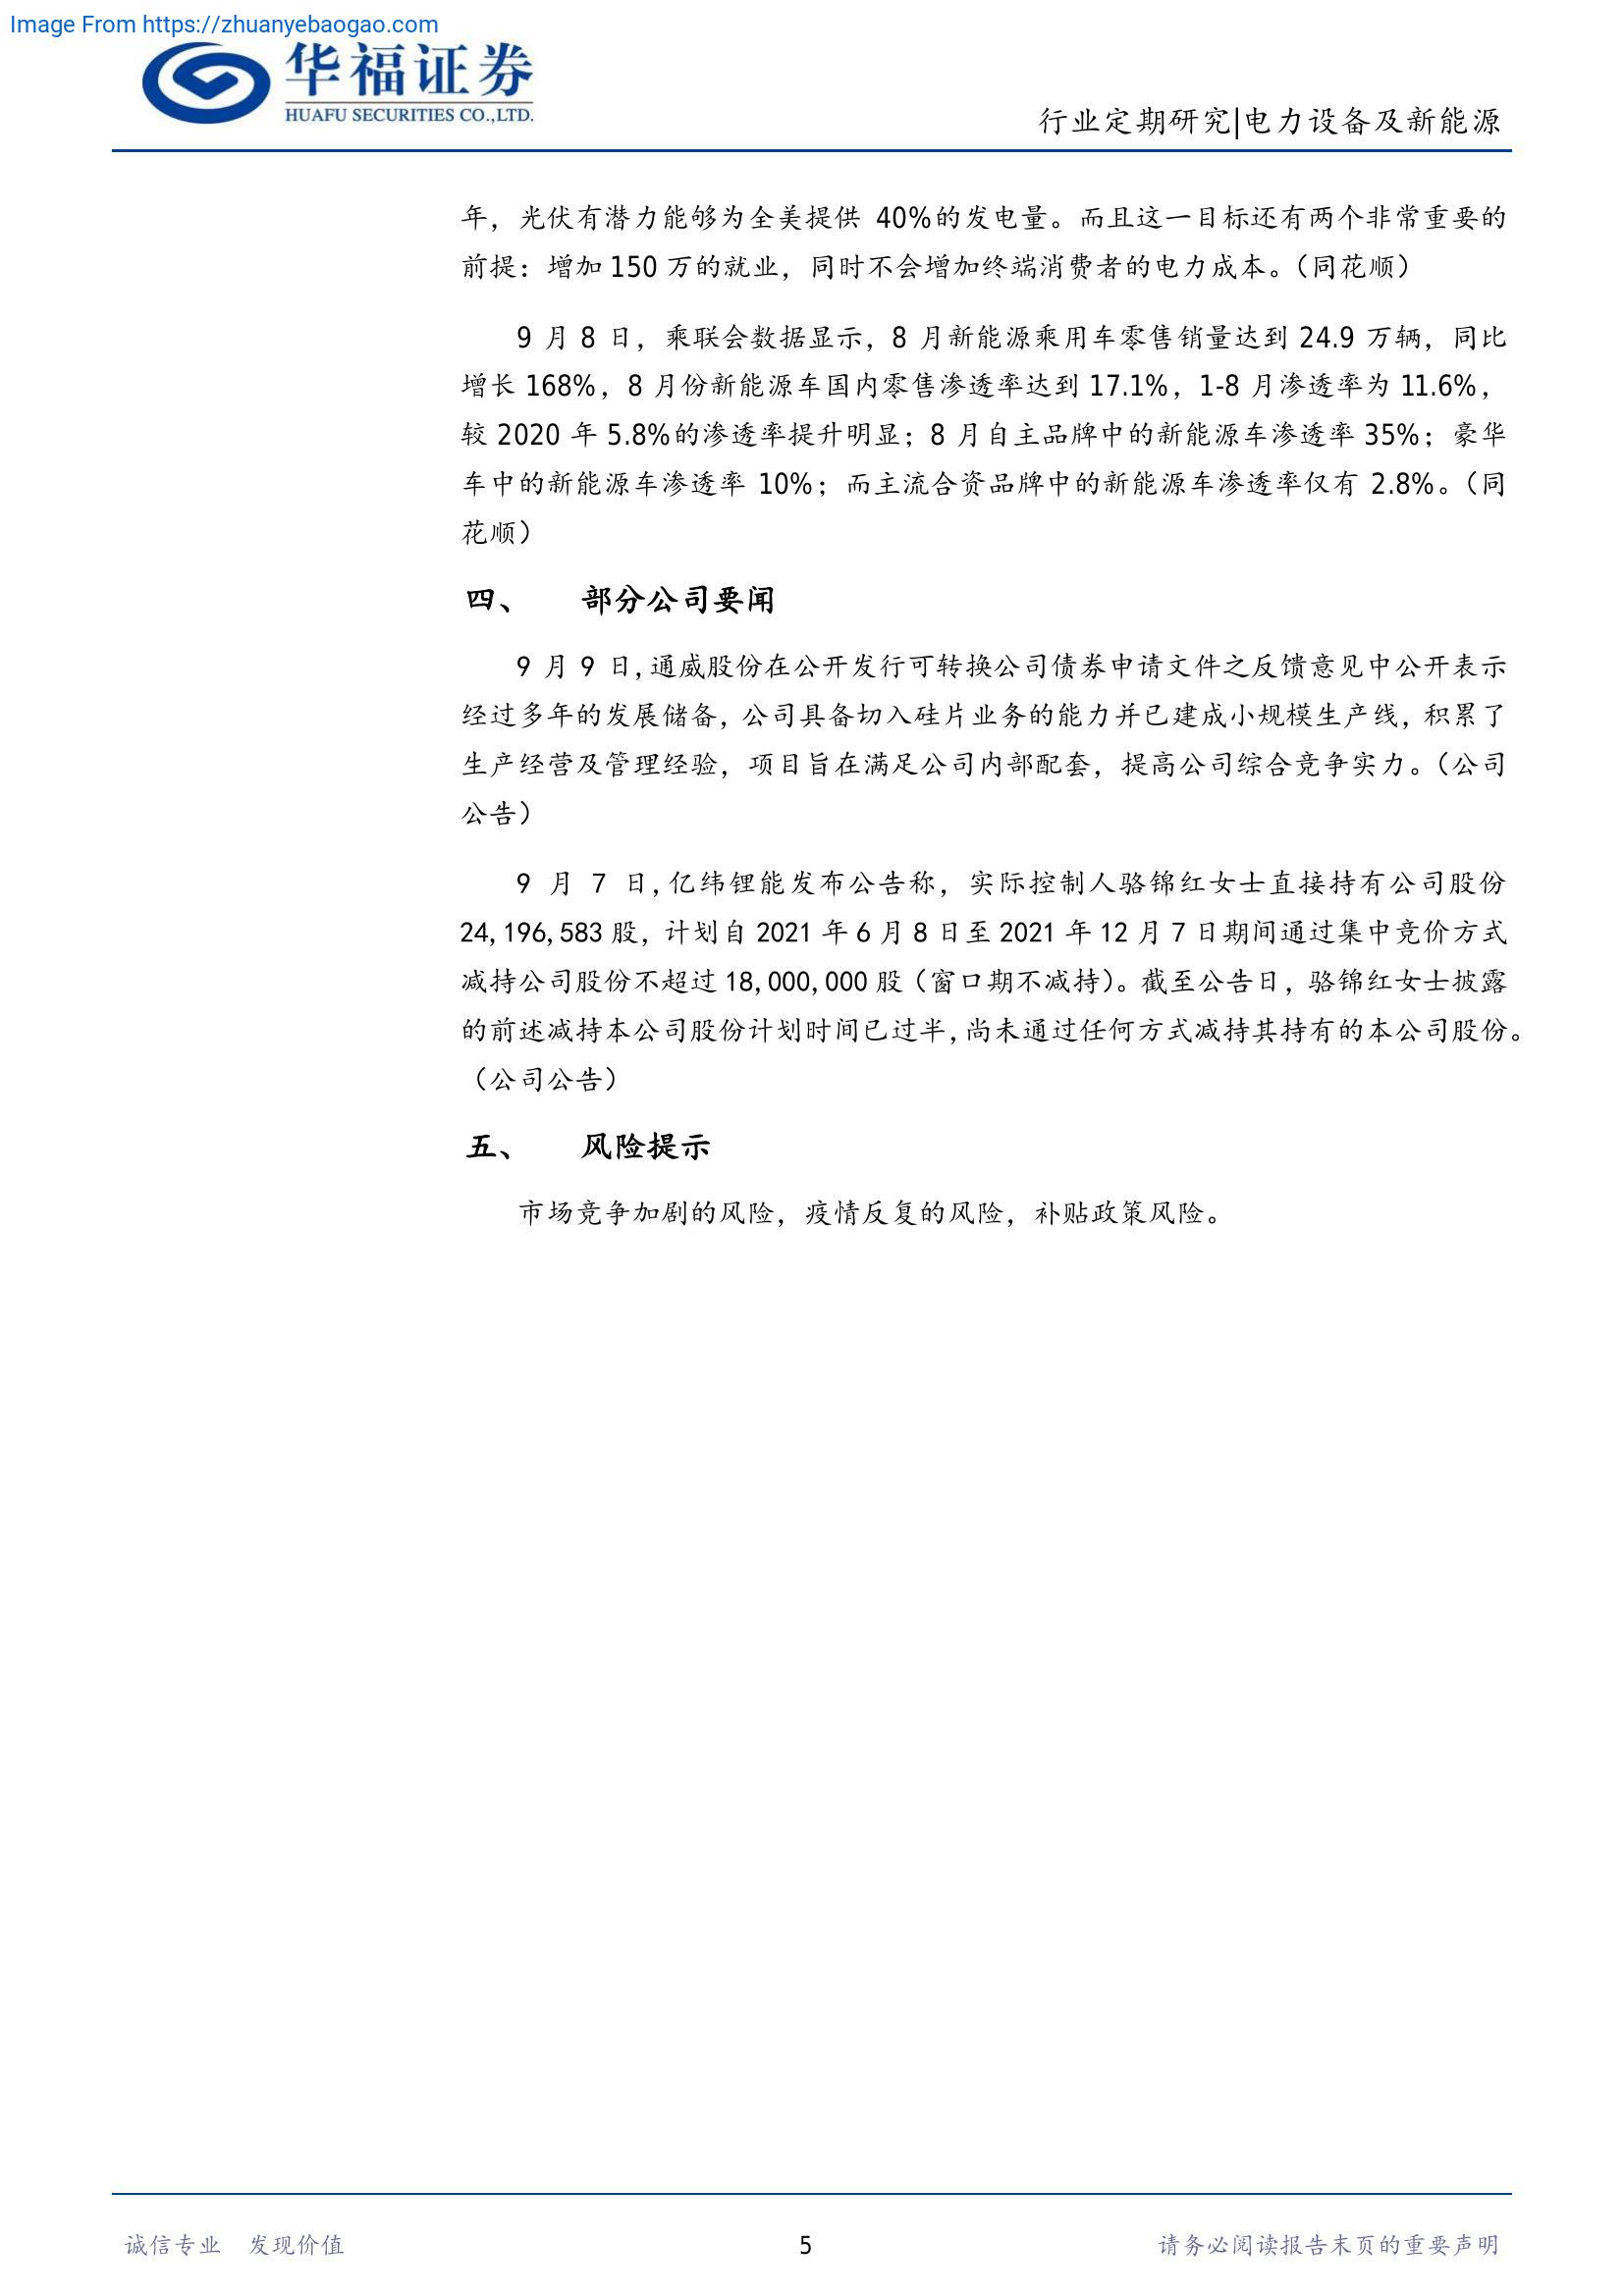 Image From https://zhuanyebaogao.com
华福证券
HUAFU SECURITIES CO.,LTD.
行业定期研究|电力设备及新能源
年，光伏有潜力能够为全美提供 40%的发电量。而且这一目标还有两个非常重要的
前提：增加 150 万的就业，同时不会增加终端消费者的电力成本。（同花顺）
9 月 8 日，乘联会数据显示，8 月新能源乘用车零售销量达到 24.9 万辆，同比
增长 168%，8 月份新能源车国内零售渗透率达到 17.1%，1-8 月渗透率为 11.6%，
较 2020 年 5.8%的渗透率提升明显；8 月自主品牌中的新能源车渗透率 35%；豪华
车中的新能源车渗透率 10%；而主流合资品牌中的新能源车渗透率仅有 2.8%。（同
花顺）
四、 部分公司要闻
9 月 9 日,通威股份在公开发行可转换公司债券申请文件之反馈意见中公开表示
经过多年的发展储备，公司具备切入硅片业务的能力并已建成小规模生产线，积累了
生产经营及管理经验，项目旨在满足公司内部配套，提高公司综合竞争实力。（公司
公告）
9 月 7 日,亿纬锂能发布公告称，实际控制人骆锦红女士直接持有公司股份
24,196,583 股，计划自 2021 年 6 月 8 日至 2021 年 12 月 7 日期间通过集中竞价方式
减持公司股份不超过 18,000,000 股（窗口期不减持）。截至公告日，骆锦红女士披露
的前述减持本公司股份计划时间已过半,尚未通过任何方式减持其持有的本公司股份。
（公司公告）
五、 风险提示
市场竞争加剧的风险，疫情反复的风险，补贴政策风险。
诚信专业 发现价值
5
请务必阅读报告末页的重要声明